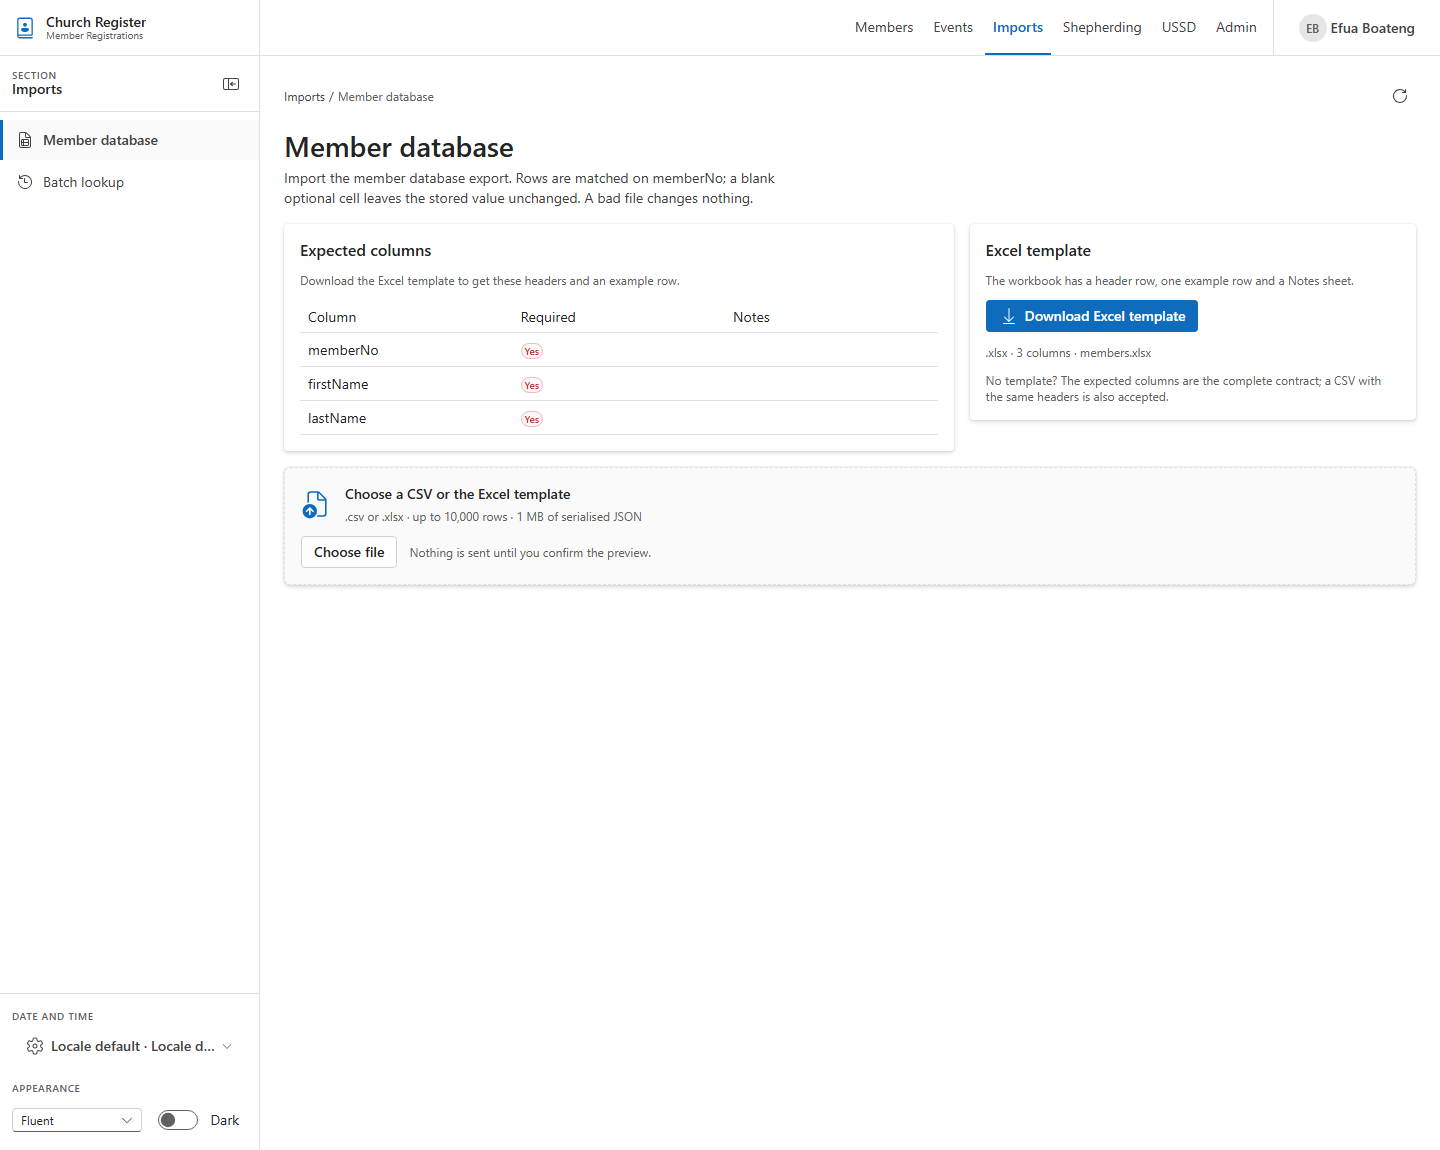 Church Register
Member Registrations
Members
Events
Imports
Shepherding
USSD
Admin
EB
Efua Boateng
SECTION
Imports
Member database
Batch lookup
Imports / Member database
Member database
Import the member database export. Rows are matched on memberNo; a blank
optional cell leaves the stored value unchanged. A bad file changes nothing.
Expected columns
Download the Excel template to get these headers and an example row.
Column Required Notes
memberNo Yes
firstName Yes
lastName Yes
Excel template
The workbook has a header row, one example row and a Notes sheet.
Download Excel template
.xlsx · 3 columns · members.xlsx
No template? The expected columns are the complete contract; a CSV with
the same headers is also accepted.
Choose a CSV or the Excel template
.csv or .xlsx · up to 10,000 rows · 1 MB of serialised JSON
Choose file
Nothing is sent until you confirm the preview.
DATE AND TIME
Locale default · Locale d...
APPEARANCE
Fluent
Dark